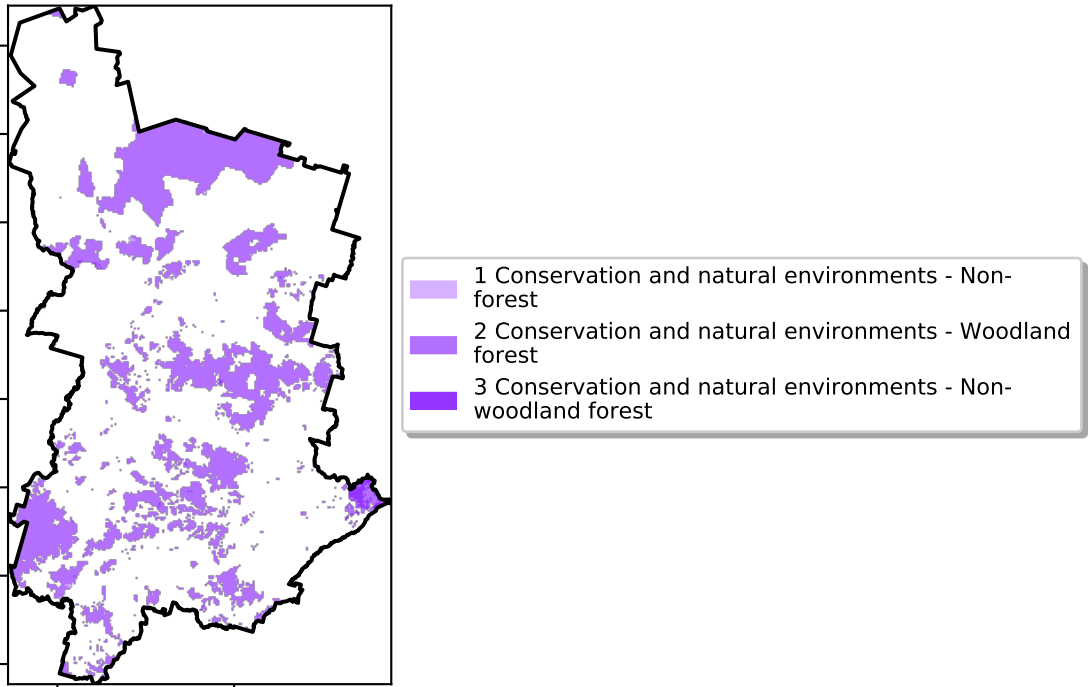 1 Conservation and natural environments - Non-
forest
2 Conservation and natural environments - Woodland
forest
3 Conservation and natural environments - Non-
woodland forest